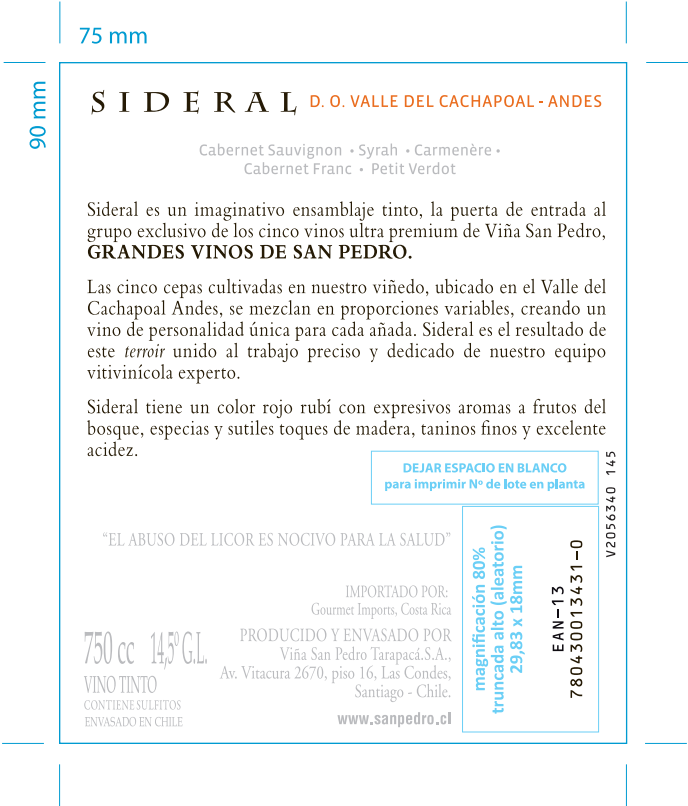 75 mm
90 mm
SIDERAL D. O. VALLE DEL CACHAPOAL - ANDES
Cabernet Sauvignon • Syrah • Carmenère •
Cabernet Franc • Petit Verdot
Sideral es un imaginativo ensamblaje tinto, la puerta de entrada al
grupo exclusivo de los cinco vinos ultra premium de Viña San Pedro,
GRANDES VINOS DE SAN PEDRO.
Las cinco cepas cultivadas en nuestro viñedo, ubicado en el Valle del
Cachapoal Andes, se mezclan en proporciones variables, creando un
vino de personalidad única para cada añada. Sideral es el resultado de
este terroir unido al trabajo preciso y dedicado de nuestro equipo
vitivinícola experto.
Sideral tiene un color rojo rubí con expresivos aromas a frutos del
bosque, especias y sutiles toques de madera, taninos finos y excelente
acidez.
DEJAR ESPACIO EN BLANCO
para imprimir Nº de lote en planta
V2056340 145
"EL ABUSO DEL LICOR ES NOCIVO PARA LA SALUD"
IMPORTADO POR:
Gourmet Imports, Costa Rica
PRODUCIDO Y ENVASADO POR
Viña San Pedro Tarapacá.S.A.,
Av. Vitacura 2670, piso 16, Las Condes,
Santiago - Chile.
www.sanpedro.cl
750 cc 14,5º G.L.
VINO TINTO
CONTIENE SULFITOS
ENVASADO EN CHILE
magnificación 80%
truncada alto (aleatorio)
29,83 x 18mm
EAN-13
780430013431-0